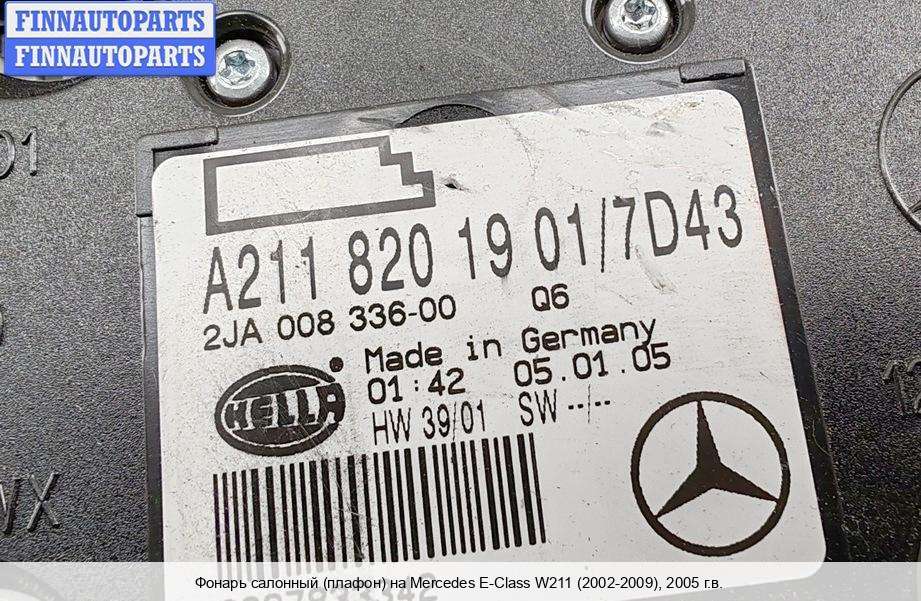 FINNAUTOPARTS
FINNAUTOPARTS
01
A211 820 19 01/7D43
2JA 008 336-00 Q6
Made in Germany
01:42 05.01.05
HELLA
HW 39/01 SW --/--
Фонарь салонный (плафон) на Mercedes E-Class W211 (2002-2009), 2005 г.в.